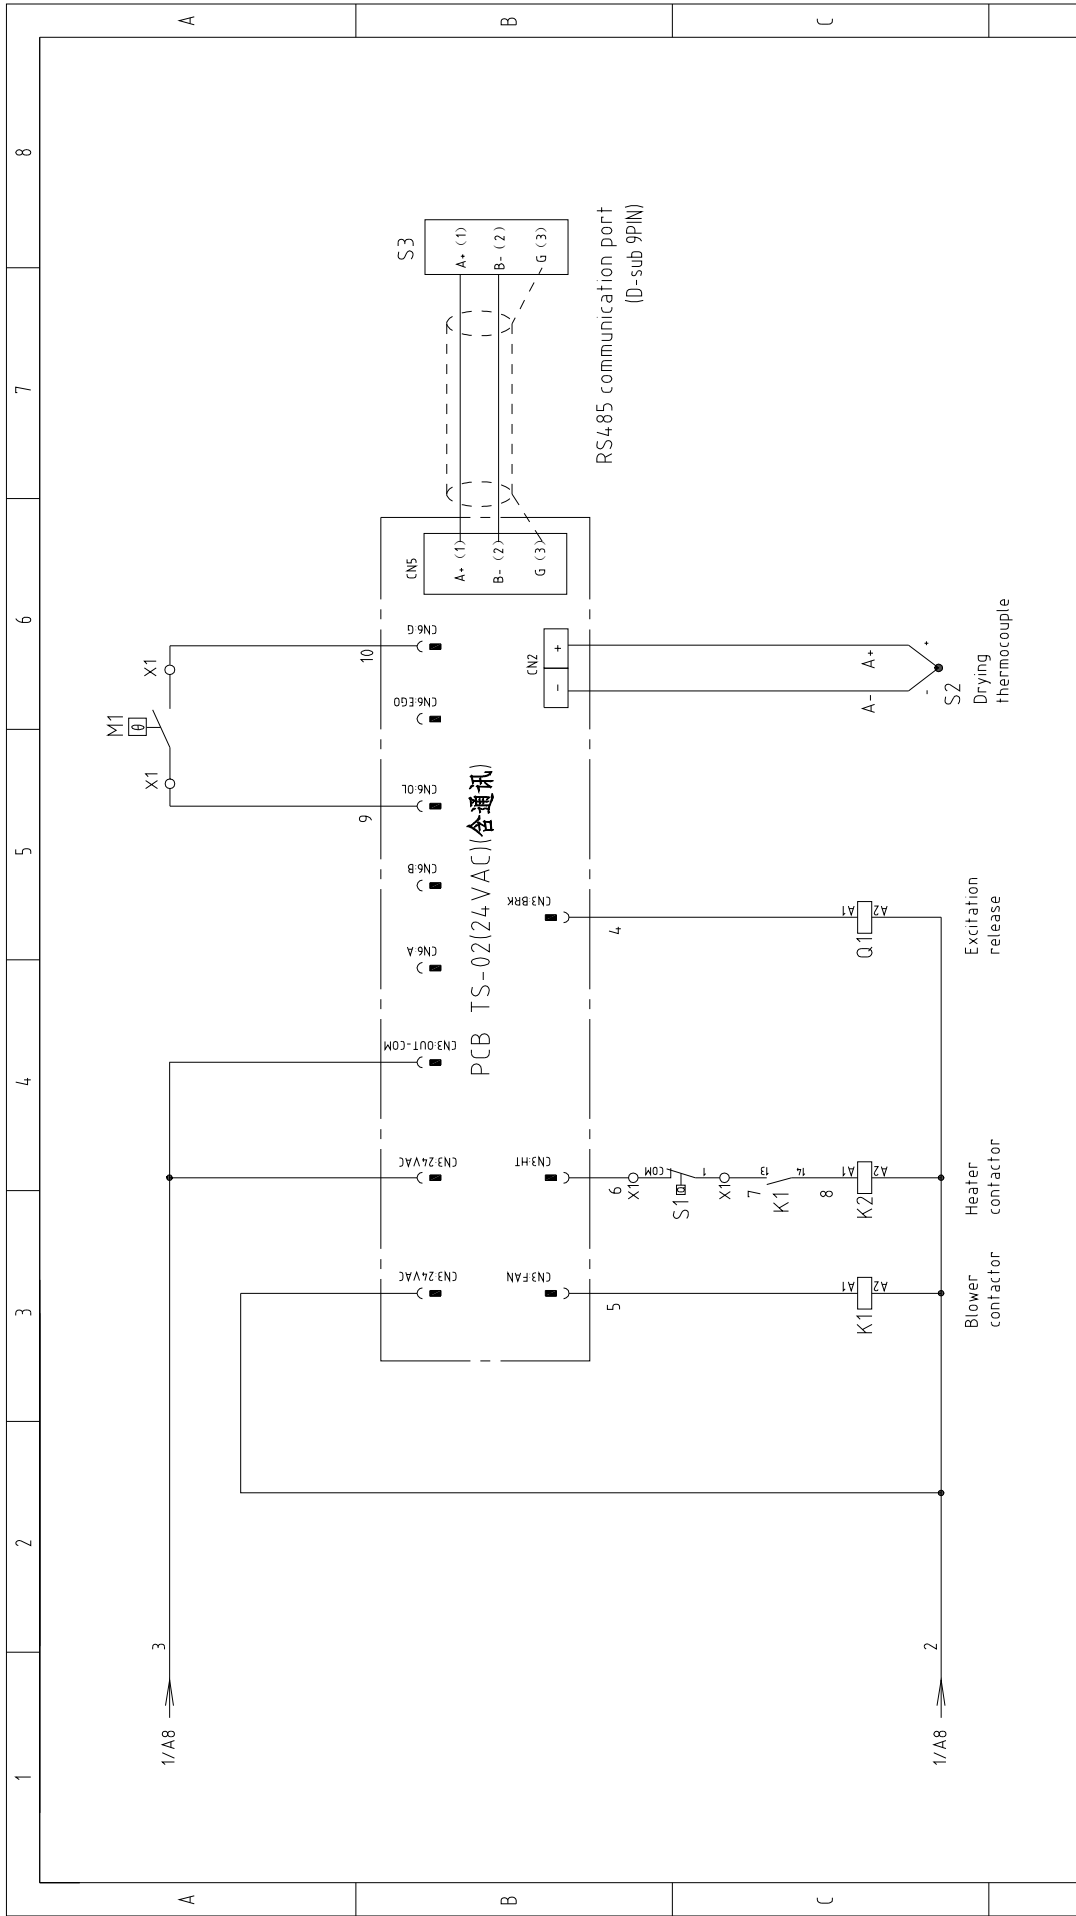 1
2
3
4
5
6
7
8
A
A
B
B
C
C
1/A8
3
1/A8
2
M1
θ
X1
X1
9
10
CN3:24VAC
CN3:24VAC
CN3:OUT-COM
CN6:A
CN6:B
CN6:OL
CN6:EGO
CN6:G
PCB TS-02(24VAC)(含通讯)
CN3:FAN
CN3:HT
CN3:BRK
CN2
- +
CN5
A+ (1)
B- (2)
G (3)
S3
A+ (1)
B- (2)
G (3)
RS485 communication port
(D-sub 9PIN)
5
6
X1
COM
S1
1
X1
7
13
K1
14
8
4
A1
K1
A2
A1
K2
A2
A1
Q1
A2
Blower
contactor
Heater
contactor
Excitation
release
A- A+
- +
S2
Drying
thermocouple